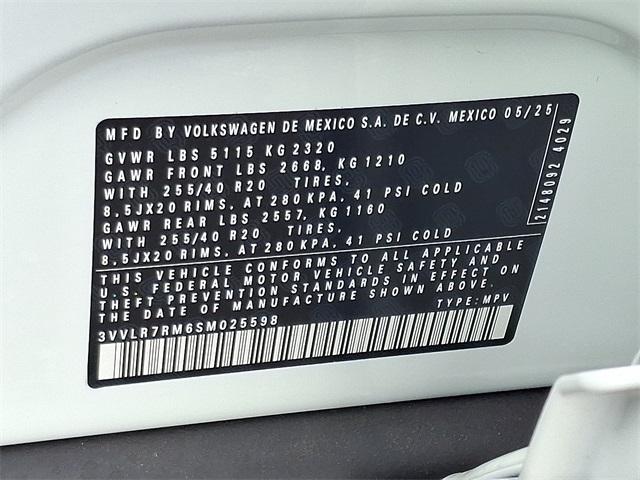 MFD BY VOLKSWAGEN DE MEXICO S.A. DE C.V. MEXICO 05/25
GVWR LBS 5115 KG 2320
GAWR FRONT LBS 2668, KG 1210
WITH 255/40 R20 TIRES.
8.5JX20 RIMS, AT 280 KPA, 41 PSI COLD
GAWR REAR LBS 2557, KG 1160
WITH 255/40 R20 TIRES.
8.5JX20 RIMS, AT 280 KPA, 41 PSI COLD
2T48092 4029
THIS VEHICLE CONFORMS TO ALL APPLICABLE
U.S. FEDERAL MOTOR VEHICLE SAFETY AND
THEFT PREVENTION STANDARDS IN EFFECT ON
THE DATE OF MANUFACTURE SHOWN ABOVE.
3VVLR7RM6SM025598 TYPE: MPV